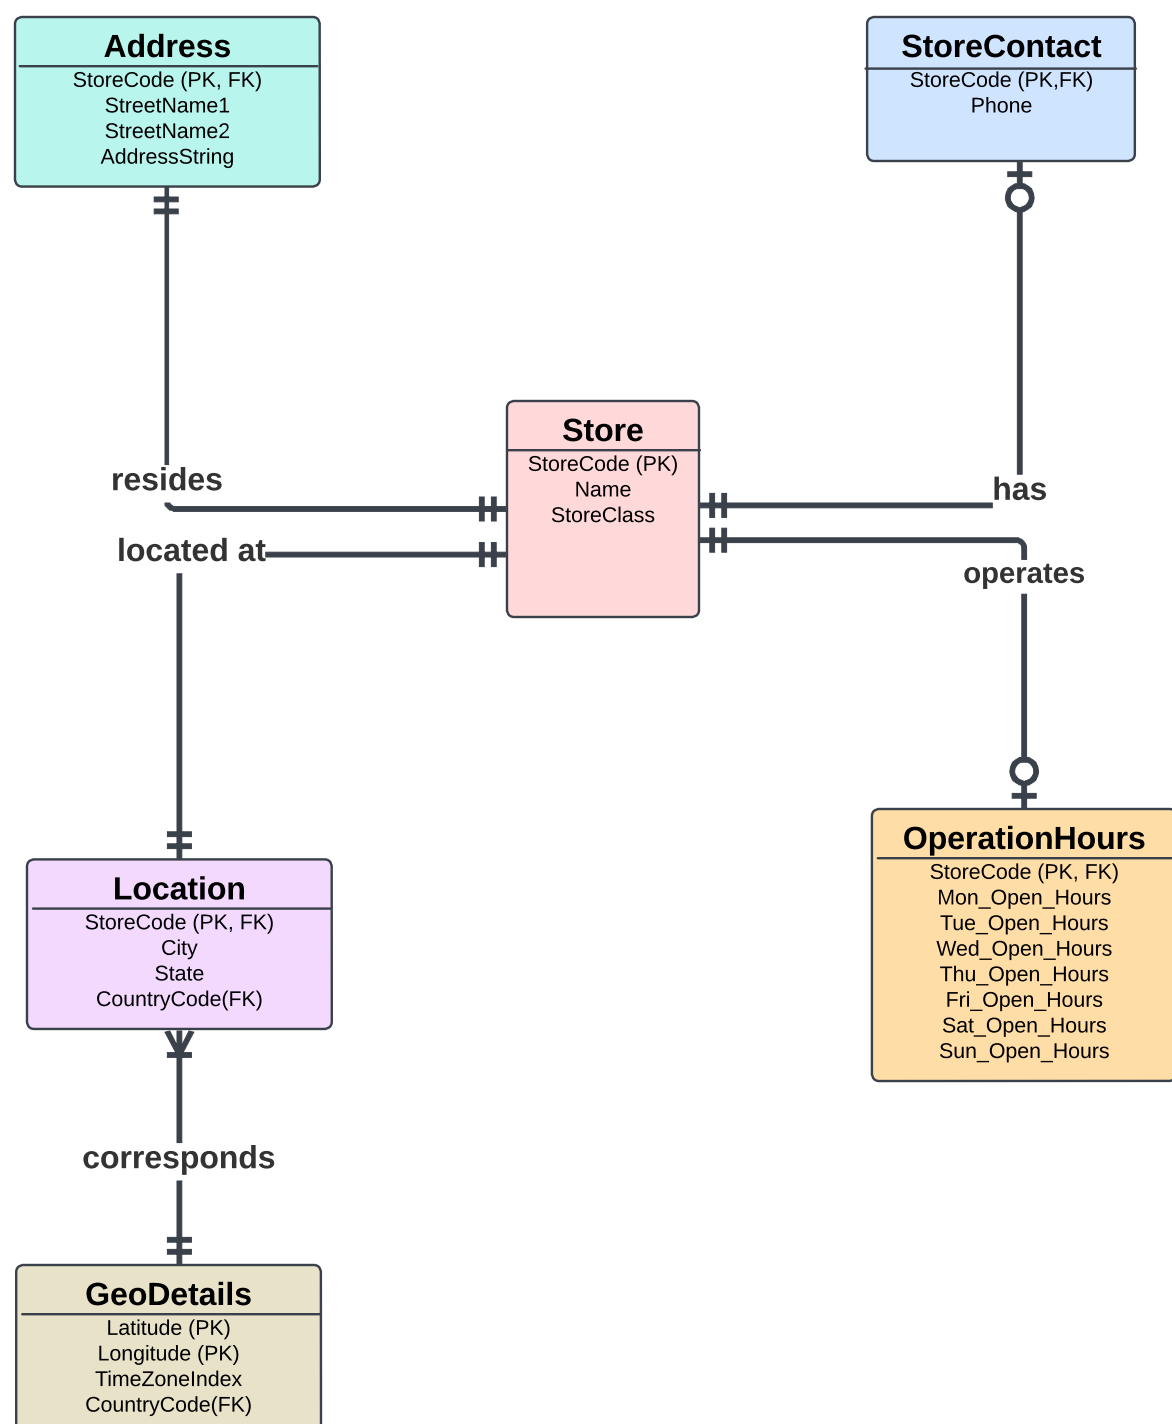 Address
StoreCode (PK, FK)
StreetName1
StreetName2
AddressString
StoreContact
StoreCode (PK,FK)
Phone
Store
StoreCode (PK)
Name
StoreClass
resides
has
located at
operates
OperationHours
StoreCode (PK, FK)
Mon_Open_Hours
Tue_Open_Hours
Wed_Open_Hours
Thu_Open_Hours
Fri_Open_Hours
Sat_Open_Hours
Sun_Open_Hours
Location
StoreCode (PK, FK)
City
State
CountryCode(FK)
corresponds
GeoDetails
Latitude (PK)
Longitude (PK)
TimeZoneIndex
CountryCode(FK)